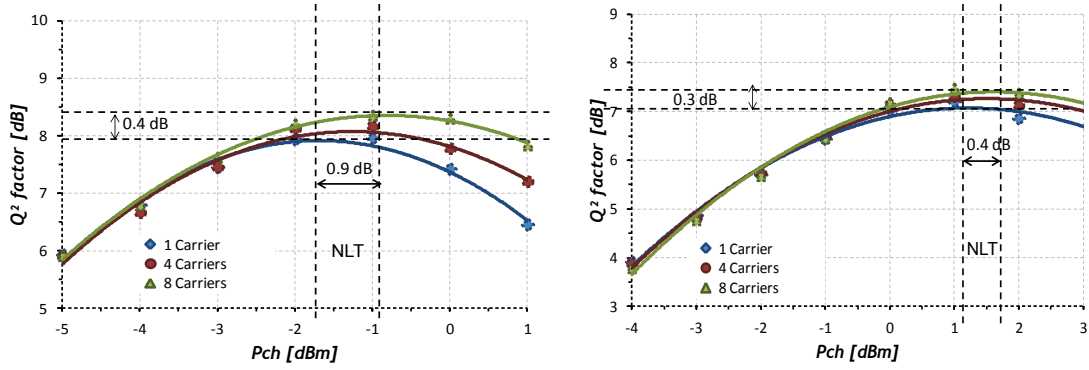 10
9
8
7
6
5
Q² factor [dB]
0.4 dB
0.9 dB
NLT
1 Carrier
4 Carriers
8 Carriers
-5 -4 -3 -2 -1 0 1
Pch [dBm]
9
8
7
6
5
4
3
Q² factor [dB]
0.3 dB
0.4 dB
NLT
1 Carrier
4 Carriers
8 Carriers
-4 -3 -2 -1 0 1 2 3
Pch [dBm]